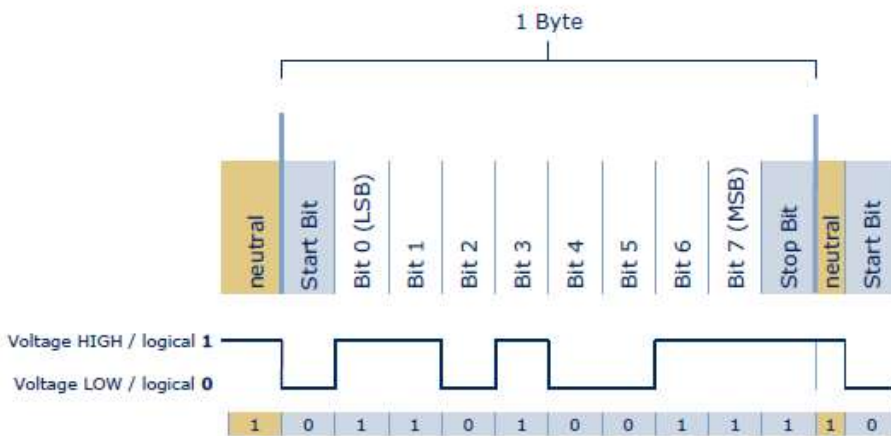 1 Byte
neutral
Start Bit
Bit 0 (LSB)
Bit 1
Bit 2
Bit 3
Bit 4
Bit 5
Bit 6
Bit 7 (MSB)
Stop Bit
neutral
Start Bit
Voltage HIGH / logical 1
Voltage LOW / logical 0
1 0 1 1 0 1 0 0 1 1 1 1 0